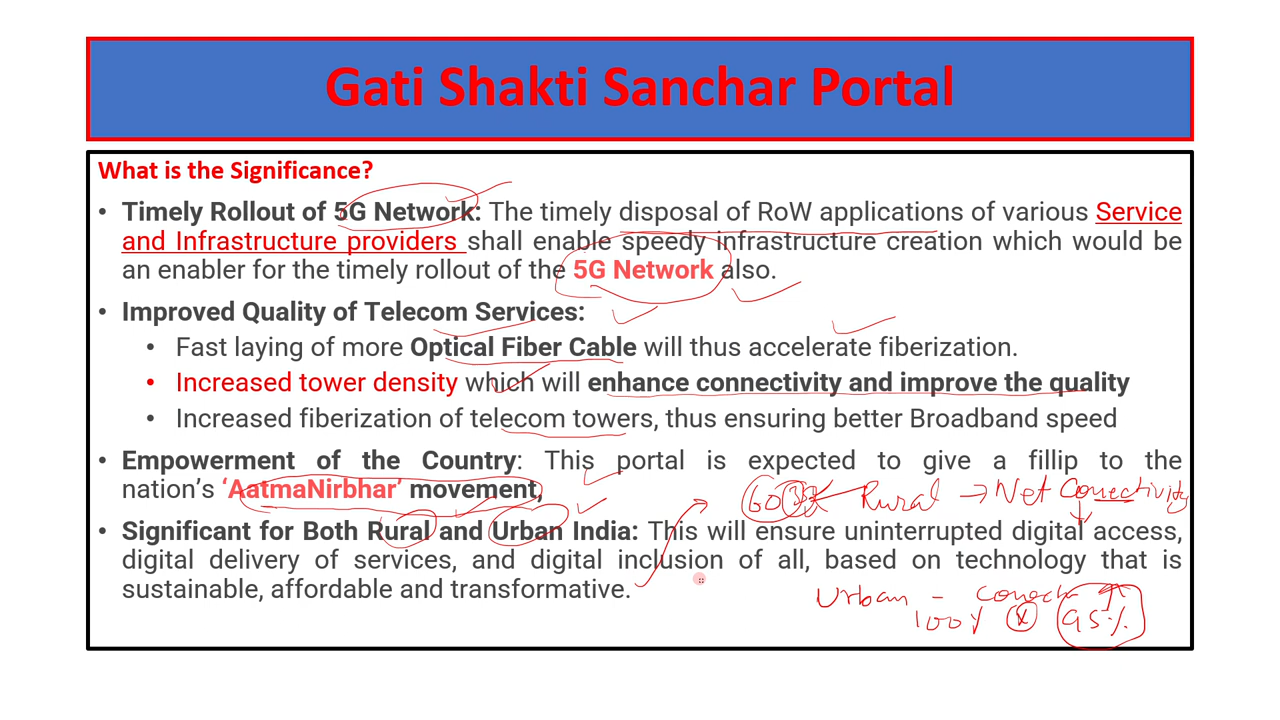 Gati Shakti Sanchar Portal
What is the Significance?
• Timely Rollout of 5G Network: The timely disposal of RoW applications of various Service
and Infrastructure providers shall enable speedy infrastructure creation which would be
an enabler for the timely rollout of the 5G Network also.
• Improved Quality of Telecom Services:
• Fast laying of more Optical Fiber Cable will thus accelerate fiberization.
• Increased tower density which will enhance connectivity and improve the quality
• Increased fiberization of telecom towers, thus ensuring better Broadband speed
• Empowerment of the Country: This portal is expected to give a fillip to the
nation's 'AatmaNirbhar' movement,
Rural → Net Conectivity
• Significant for Both Rural and Urban India: This will ensure uninterrupted digital access,
digital delivery of services, and digital inclusion of all, based on technology that is
sustainable, affordable and transformative.
Urban -
95%